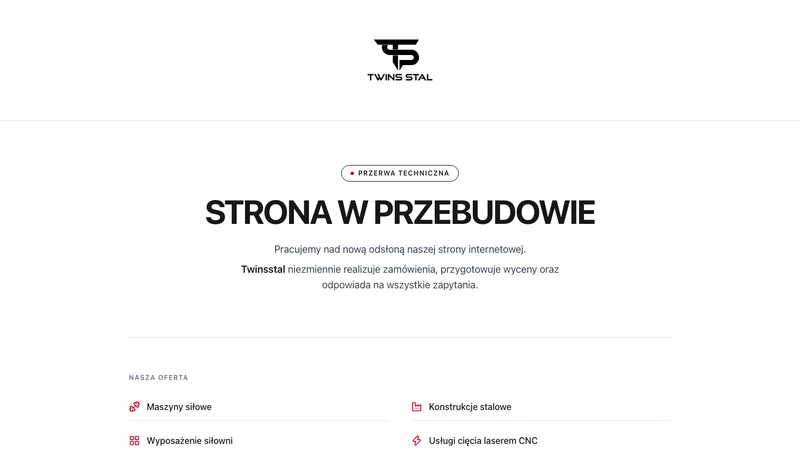 TWINS STAL
PRZERWA TECHNICZNA
STRONA W PRZEBUDOWIE
Pracujemy nad nową odsłoną naszej strony internetowej.
Twinsstal niezmiennie realizuje zamówienia, przygotowuje wyceny oraz
odpowiada na wszystkie zapytania.
NASZA OFERTA
Maszyny siłowe
Konstrukcje stalowe
Wyposażenie siłowni
Usługi cięcia laserem CNC